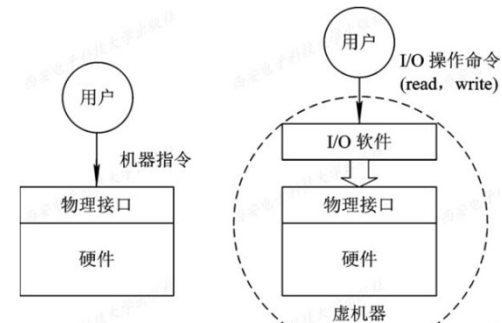 用户
机器指令
物理接口
硬件
用户
I/O 操作命令
(read，write)
I/O 软件
物理接口
硬件
虚机器